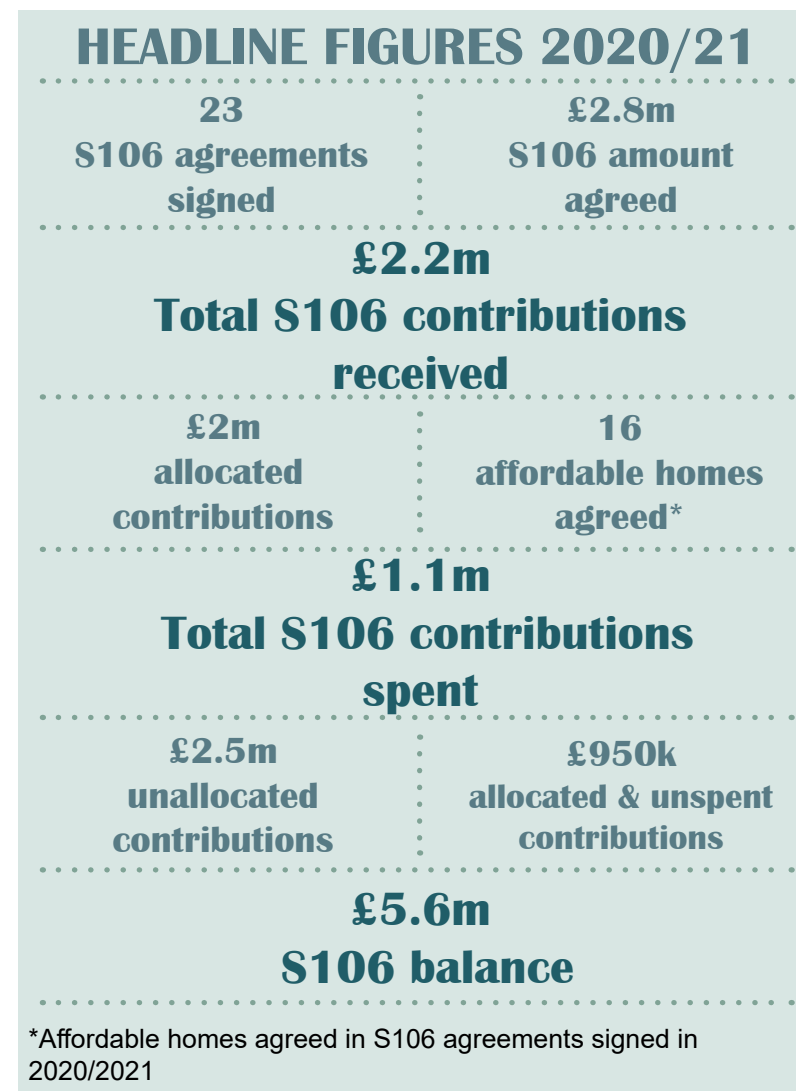 HEADLINE FIGURES 2020/21
23
S106 agreements
signed
£2.8m
S106 amount
agreed
£2.2m
Total S106 contributions
received
£2m
allocated
contributions
16
affordable homes
agreed*
£1.1m
Total S106 contributions
spent
£2.5m
unallocated
contributions
£950k
allocated & unspent
contributions
£5.6m
S106 balance
*Affordable homes agreed in S106 agreements signed in
2020/2021